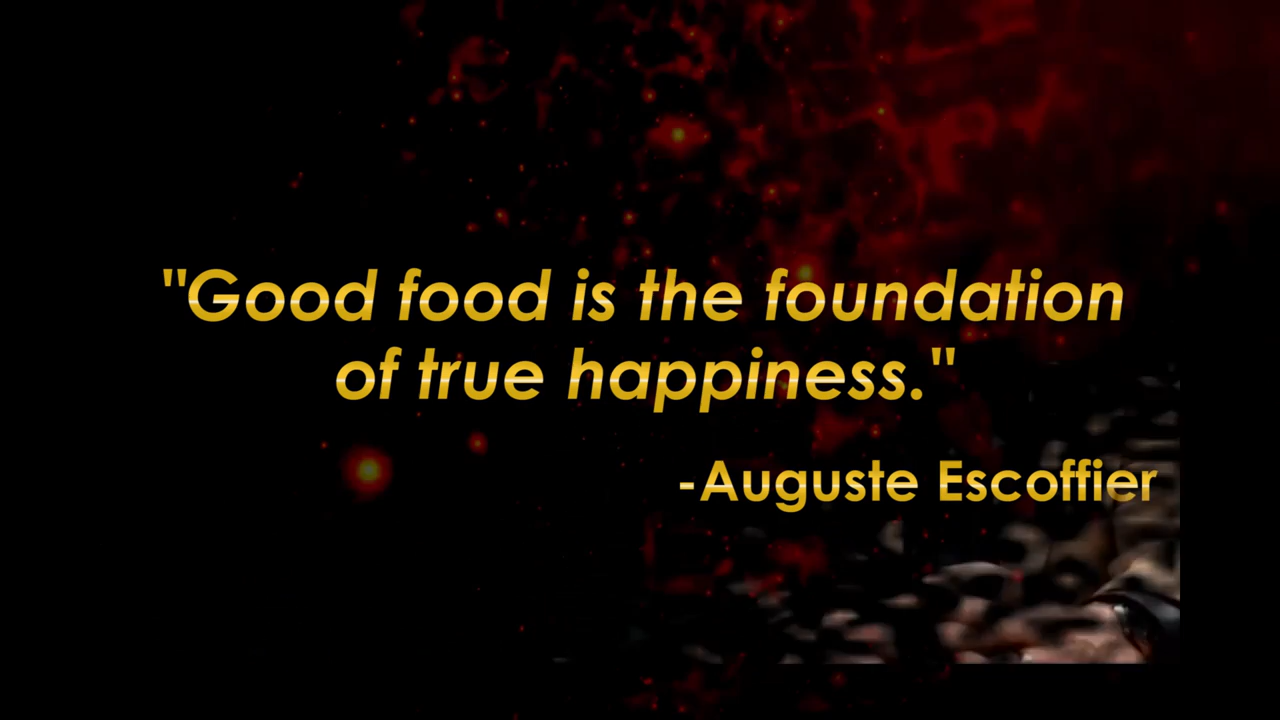 "Good food is the foundation
of true happiness."
-Auguste Escoffier